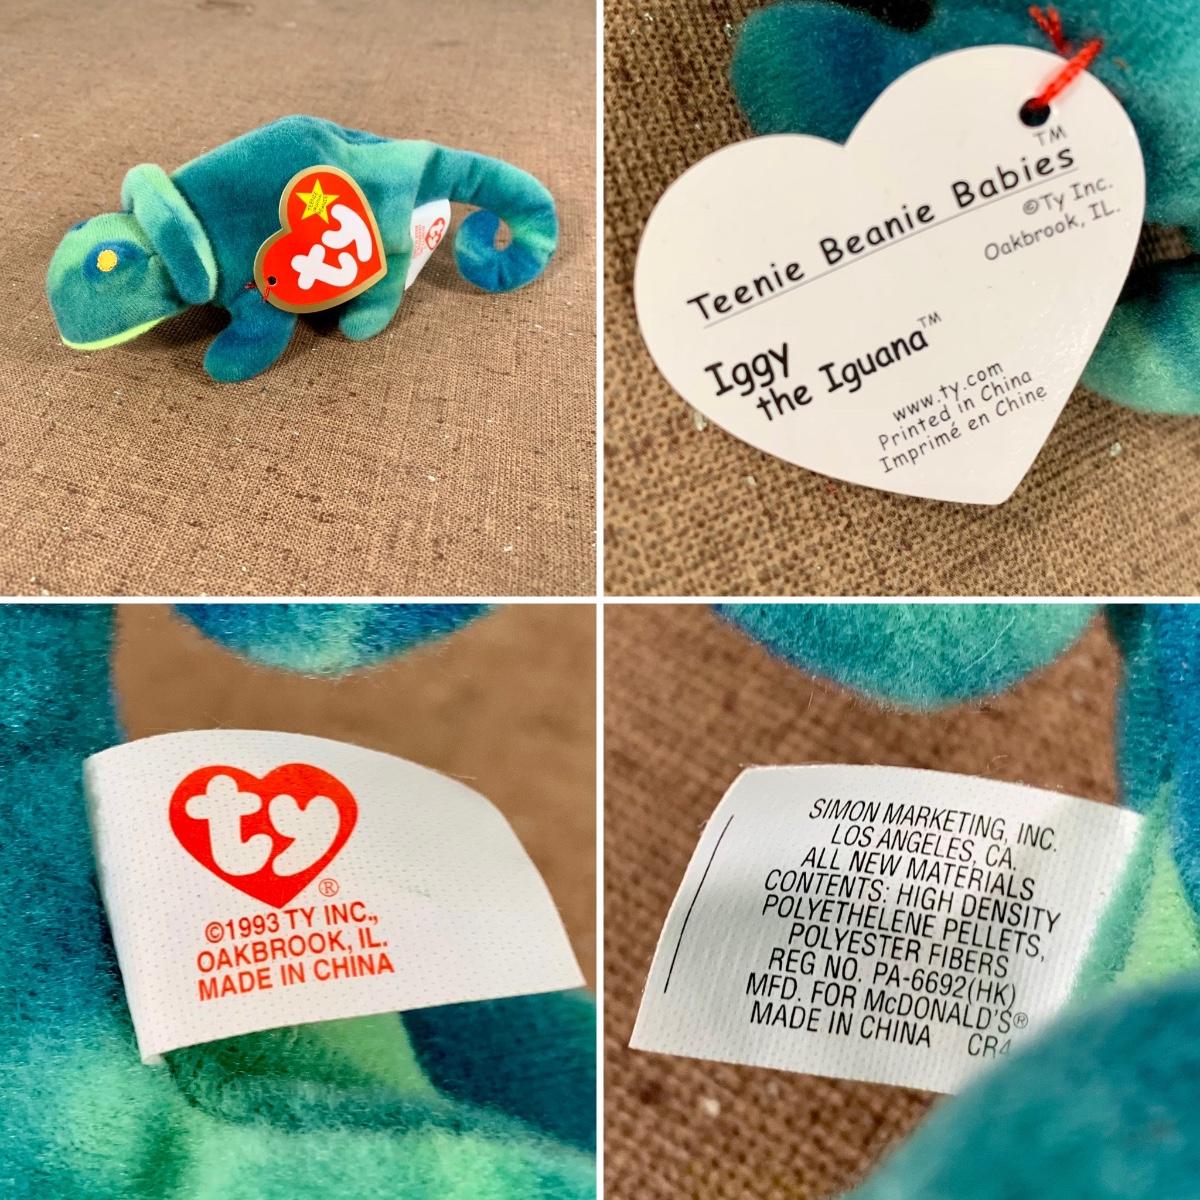 ty
Teenie Beanie Babies™
©Ty Inc.
Oakbrook, IL.
Iggy
the Iguana™
www.ty.com
Printed in China
Imprimé en Chine
ty®
©1993 TY INC.,
OAKBROOK, IL.
MADE IN CHINA
SIMON MARKETING, INC.
LOS ANGELES, CA.
ALL NEW MATERIALS
CONTENTS: HIGH DENSITY
POLYETHELENE PELLETS,
POLYESTER FIBERS
REG NO. PA-6692(HK)
MFD. FOR McDONALD'S®
MADE IN CHINA CR4